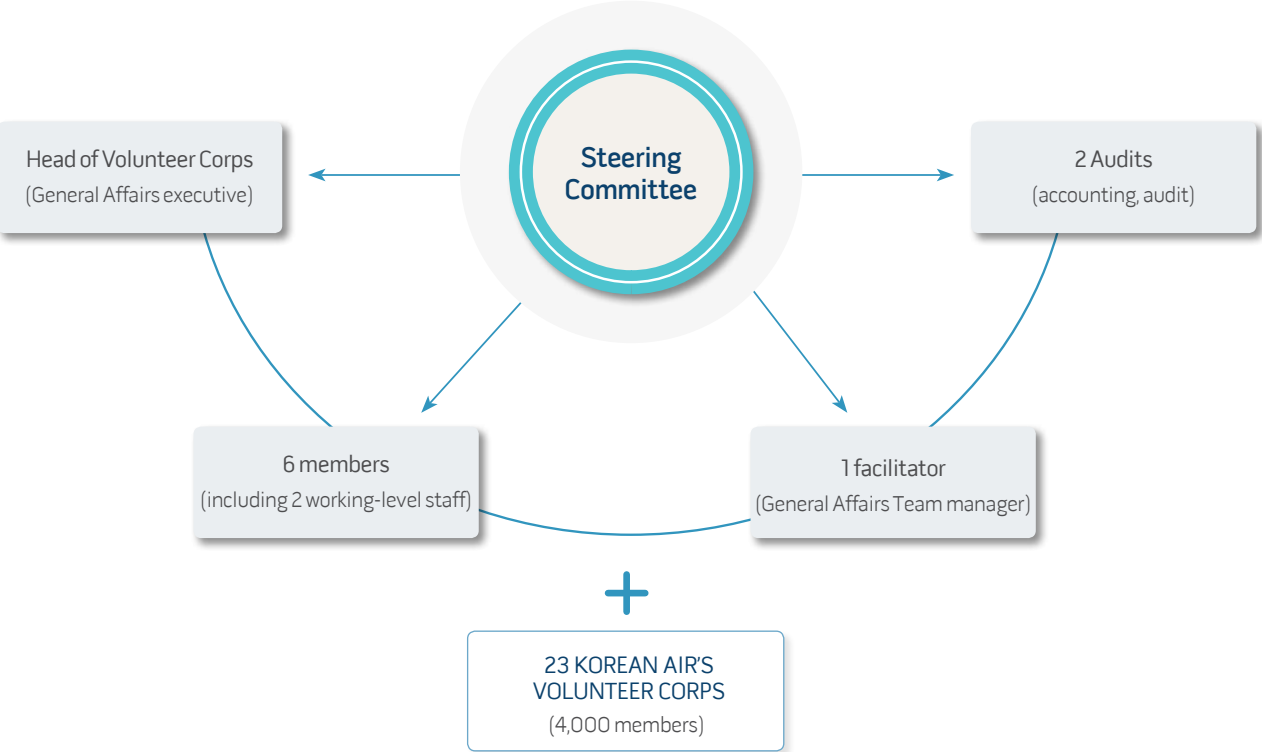 Steering
Committee
Head of Volunteer Corps
(General Affairs executive)
2 Audits
(accounting, audit)
6 members
(including 2 working-level staff)
1 facilitator
(General Affairs Team manager)
23 KOREAN AIR'S
VOLUNTEER CORPS
(4,000 members)